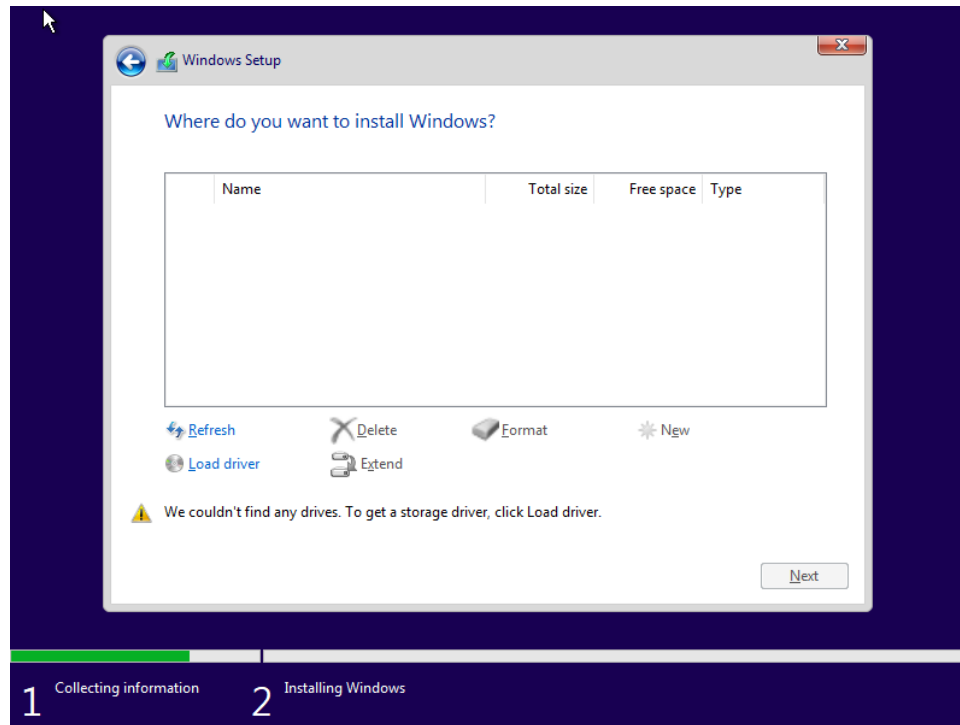 Windows Setup
Where do you want to install Windows?
Name Total size Free space Type
Refresh Delete Format New
Load driver Extend
We couldn't find any drives. To get a storage driver, click Load driver.
Next
1 Collecting information 2 Installing Windows